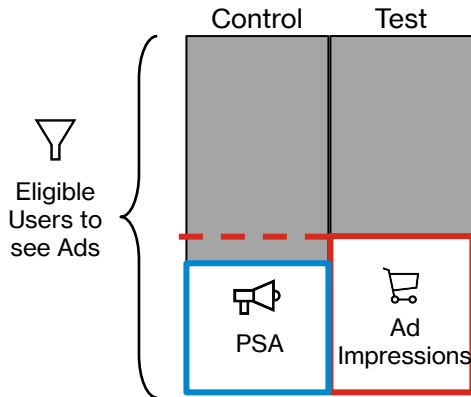 Control
Test
Eligible
Users to
see Ads
PSA
Ad
Impressions